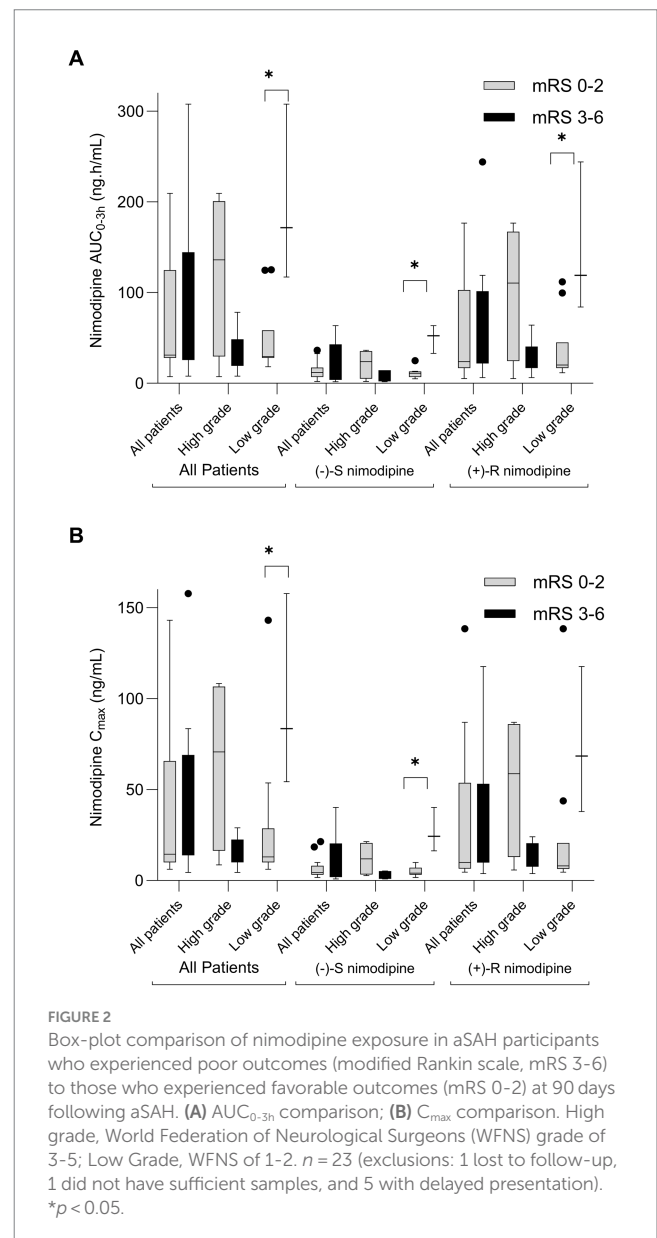 A
*
mRS 0-2
mRS 3-6
*
*
Nimodipine AUC0-3h (ng.h/mL)
300
200
100
0
All patients
High grade
Low grade
All patients
High grade
Low grade
All patients
High grade
Low grade
All Patients
(-)-S nimodipine
(+)-R nimodipine
B
*
mRS 0-2
mRS 3-6
*
Nimodipine Cmax (ng/mL)
150
100
50
0
All patients
High grade
Low grade
All patients
High grade
Low grade
All patients
High grade
Low grade
All Patients
(-)-S nimodipine
(+)-R nimodipine
FIGURE 2
Box-plot comparison of nimodipine exposure in aSAH participants
who experienced poor outcomes (modified Rankin scale, mRS 3-6)
to those who experienced favorable outcomes (mRS 0-2) at 90 days
following aSAH. (A) AUC0-3h comparison; (B) Cmax comparison. High
grade, World Federation of Neurological Surgeons (WFNS) grade of
3-5; Low Grade, WFNS of 1-2. n = 23 (exclusions: 1 lost to follow-up,
1 did not have sufficient samples, and 5 with delayed presentation).
*p < 0.05.